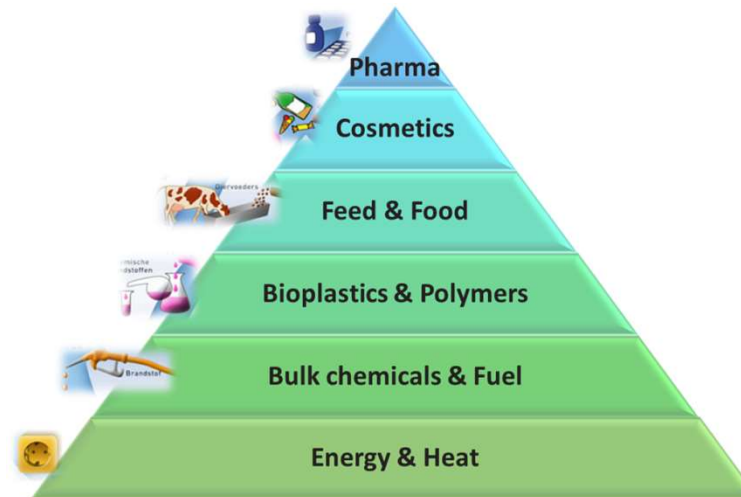 Pharma
Cosmetics
Diervoeders
Feed & Food
Bioplastics & Polymers
Bulk chemicals & Fuel
Brandstof
Energy & Heat